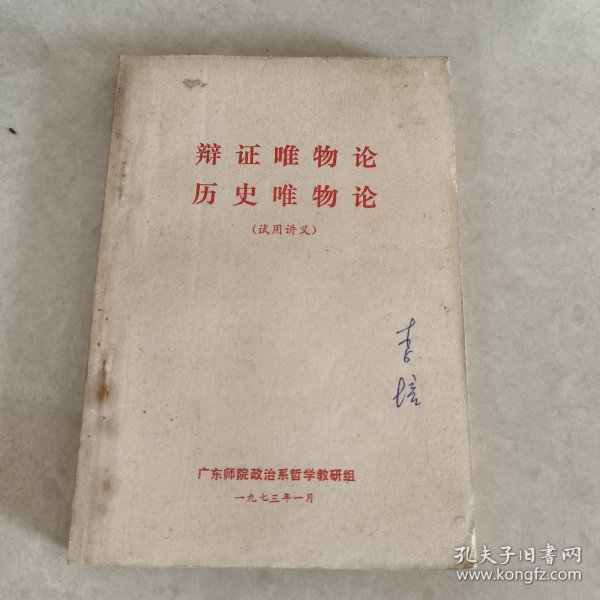 辩证唯物论
历史唯物论
（试用讲义）
培
广东师院政治系哲学教研组
一九七三年一月
孔夫子旧书网
www.kongfz.com